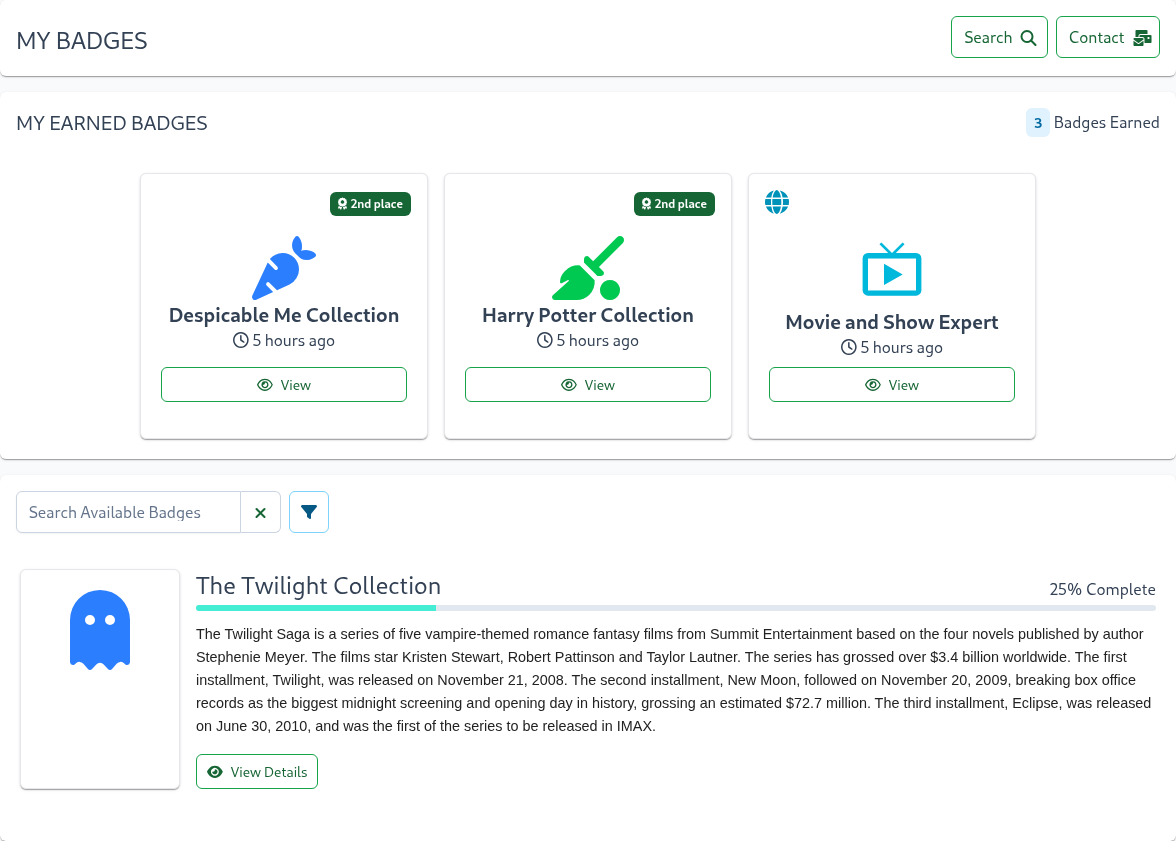 MY BADGES
Search
Contact
MY EARNED BADGES
3 Badges Earned
2nd place
Despicable Me Collection
5 hours ago
View
2nd place
Harry Potter Collection
5 hours ago
View
Movie and Show Expert
5 hours ago
View
Search Available Badges
The Twilight Collection
25% Complete
The Twilight Saga is a series of five vampire-themed romance fantasy films from Summit Entertainment based on the four novels published by author
Stephenie Meyer. The films star Kristen Stewart, Robert Pattinson and Taylor Lautner. The series has grossed over $3.4 billion worldwide. The first
installment, Twilight, was released on November 21, 2008. The second installment, New Moon, followed on November 20, 2009, breaking box office
records as the biggest midnight screening and opening day in history, grossing an estimated $72.7 million. The third installment, Eclipse, was released
on June 30, 2010, and was the first of the series to be released in IMAX.
View Details